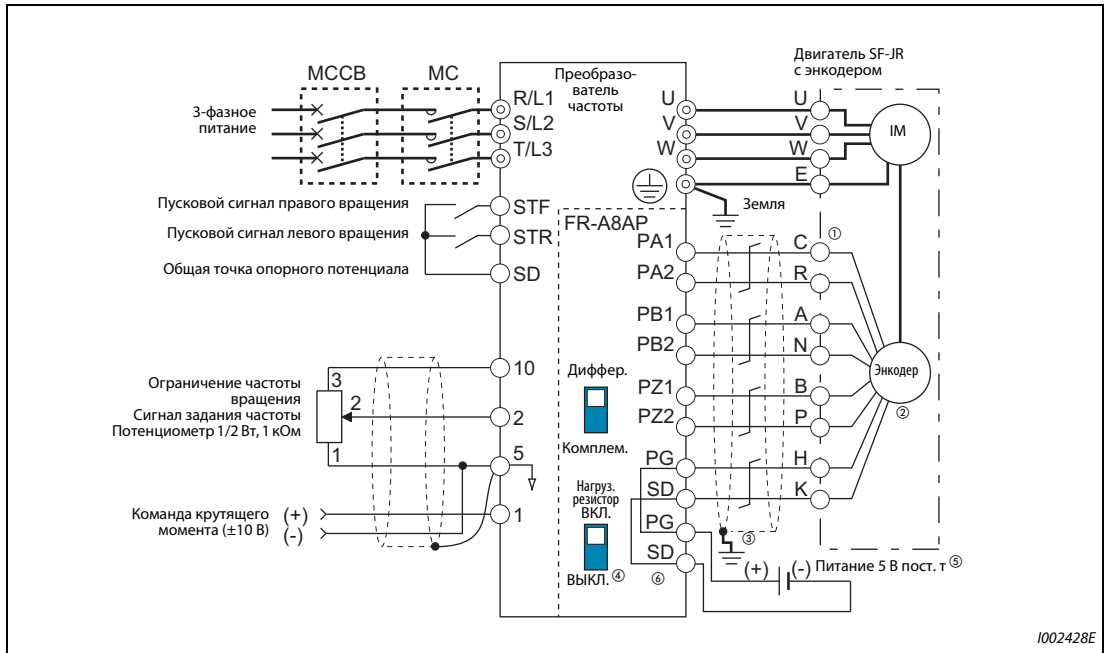 Двигатель SF-JR
с энкодером
MCCB
MC
Преобразо-
ватель
частоты
3-фазное
питание
R/L1
S/L2
T/L3
U
V
W
U
V
W
E
IM
Земля
Пусковой сигнал правого вращения
STF
Пусковой сигнал левого вращения
STR
Общая точка опорного потенциала
SD
FR-A8AP
PA1
C
①
PA2
R
PB1
A
PB2
N
PZ1
B
PZ2
P
PG
H
SD
K
PG
SD
Энкодер
②
Диффер.
Комплем.
Нагруз.
резистор
ВКЛ.
ВЫКЛ. ④
⑥
③
Ограничение частоты
вращения
Сигнал задания частоты
Потенциометр 1/2 Вт, 1 кОм
3
2
1
10
2
5
1
Команда крутящего
момента (±10 В)
(+)
(-)
(+)
(-)
Питание 5 В пост. т ⑤
I002428E